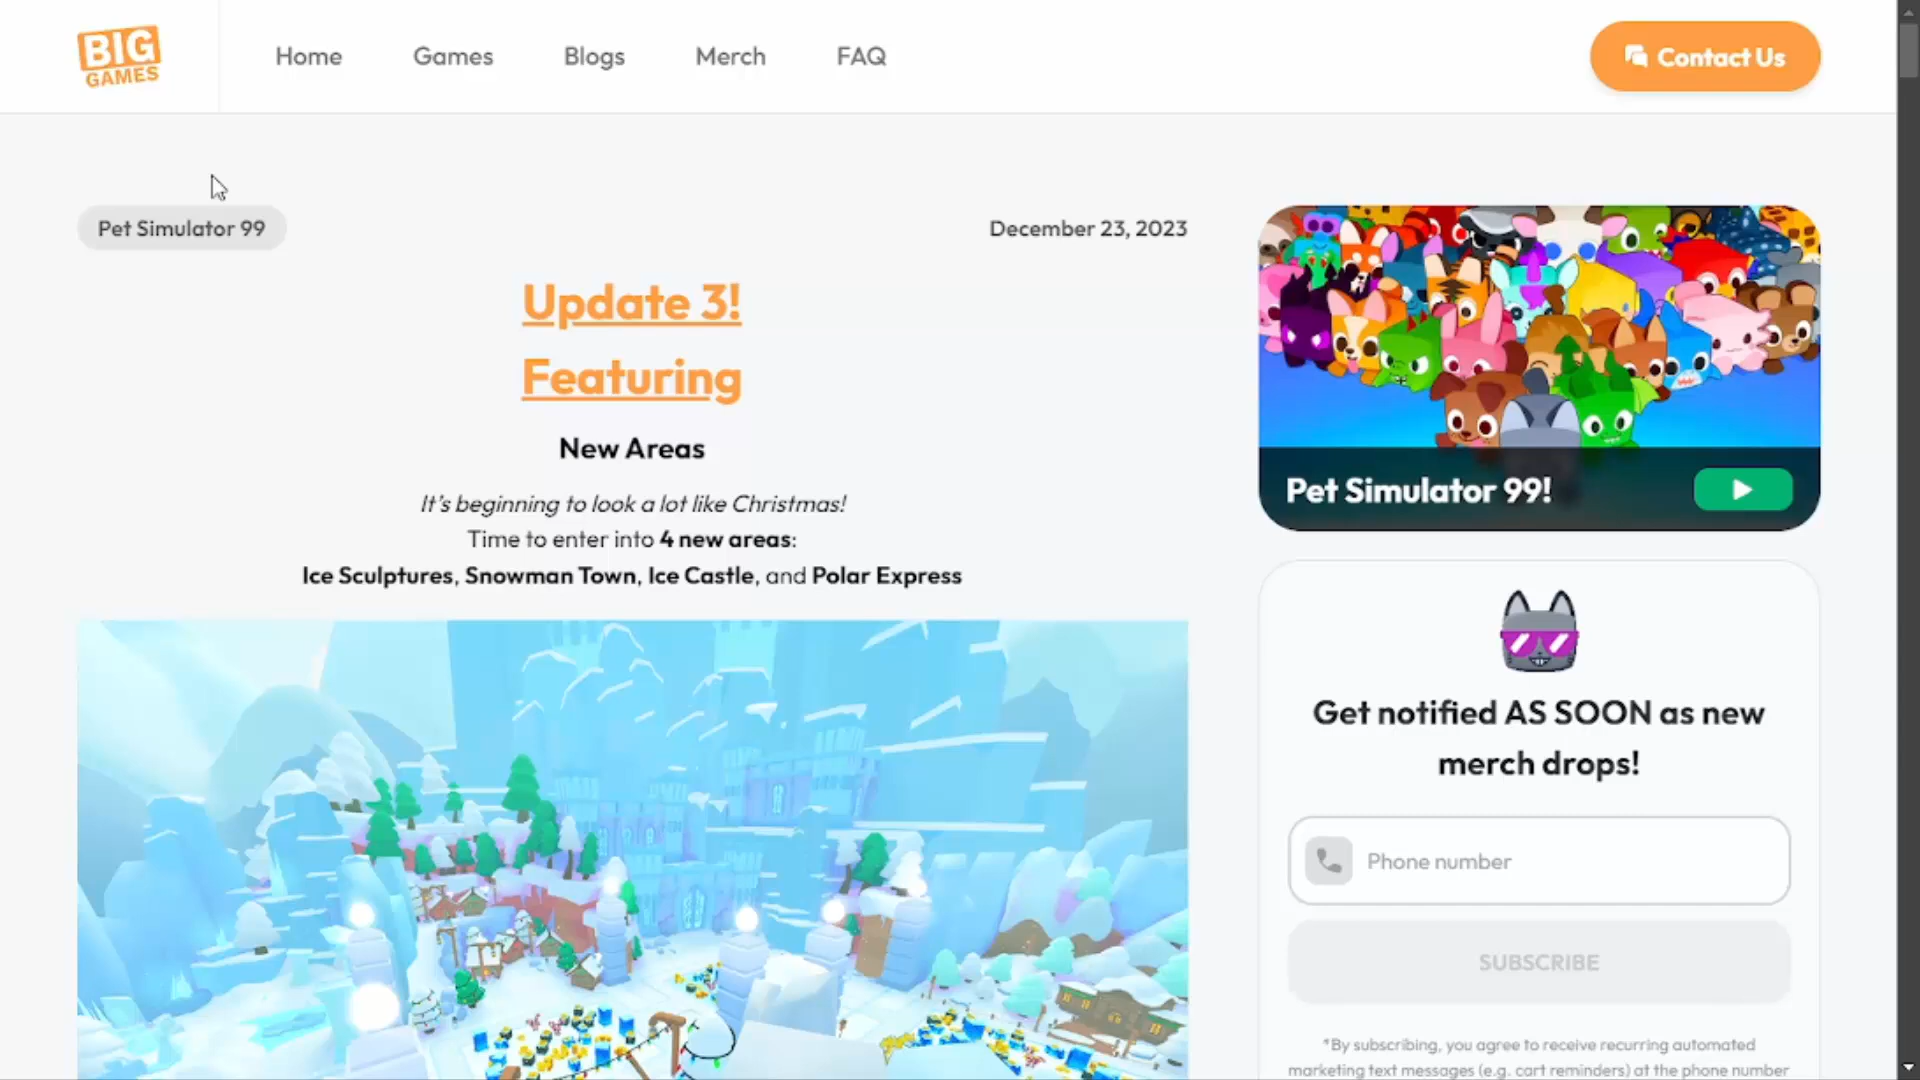 BIG
GAMES
Home
Games
Blogs
Merch
FAQ
Contact Us
Pet Simulator 99
December 23, 2023
Update 3!
Featuring
New Areas
It's beginning to look a lot like Christmas!
Time to enter into 4 new areas:
Ice Sculptures, Snowman Town, Ice Castle, and Polar Express
Pet Simulator 99!
Get notified AS SOON as new
merch drops!
Phone number
SUBSCRIBE
*By subscribing, you agree to receive recurring automated
marketing text messages (e.g. cart reminders) at the phone number